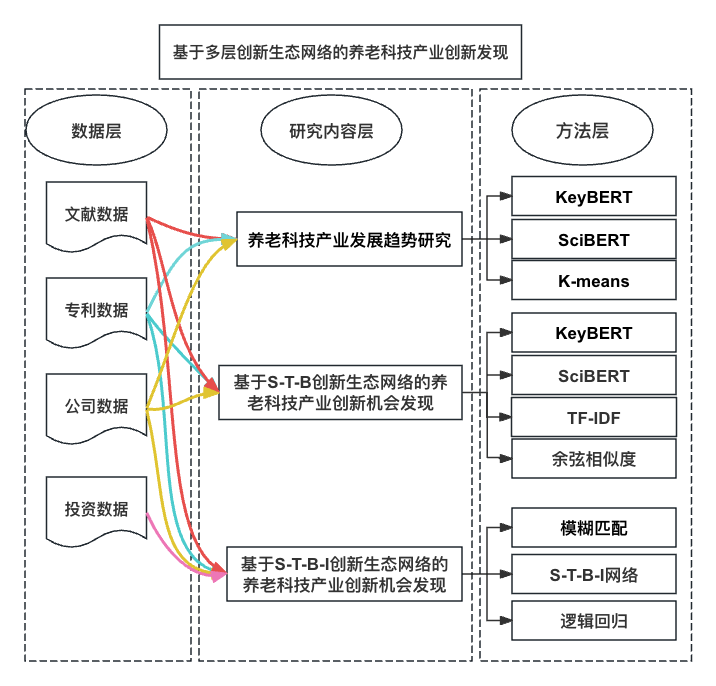 基于多层创新生态网络的养老科技产业创新发现
数据层
研究内容层
方法层
文献数据
专利数据
公司数据
投资数据
养老科技产业发展趋势研究
基于S-T-B创新生态网络的养
老科技产业创新机会发现
基于S-T-B-I创新生态网络的
养老科技产业创新机会发现
KeyBERT
SciBERT
K-means
KeyBERT
SciBERT
TF-IDF
余弦相似度
模糊匹配
S-T-B-I网络
逻辑回归